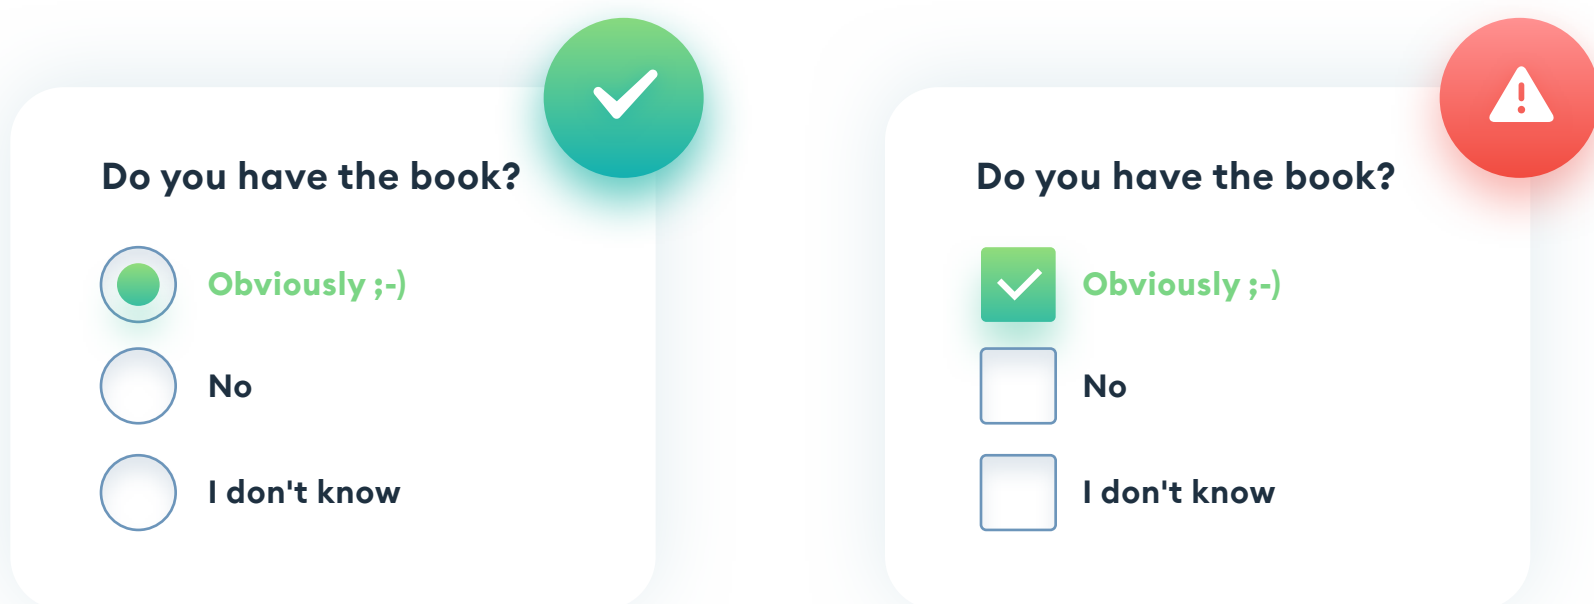 Do you have the book?
Obviously ;-)
No
I don't know
Do you have the book?
Obviously ;-)
No
I don't know